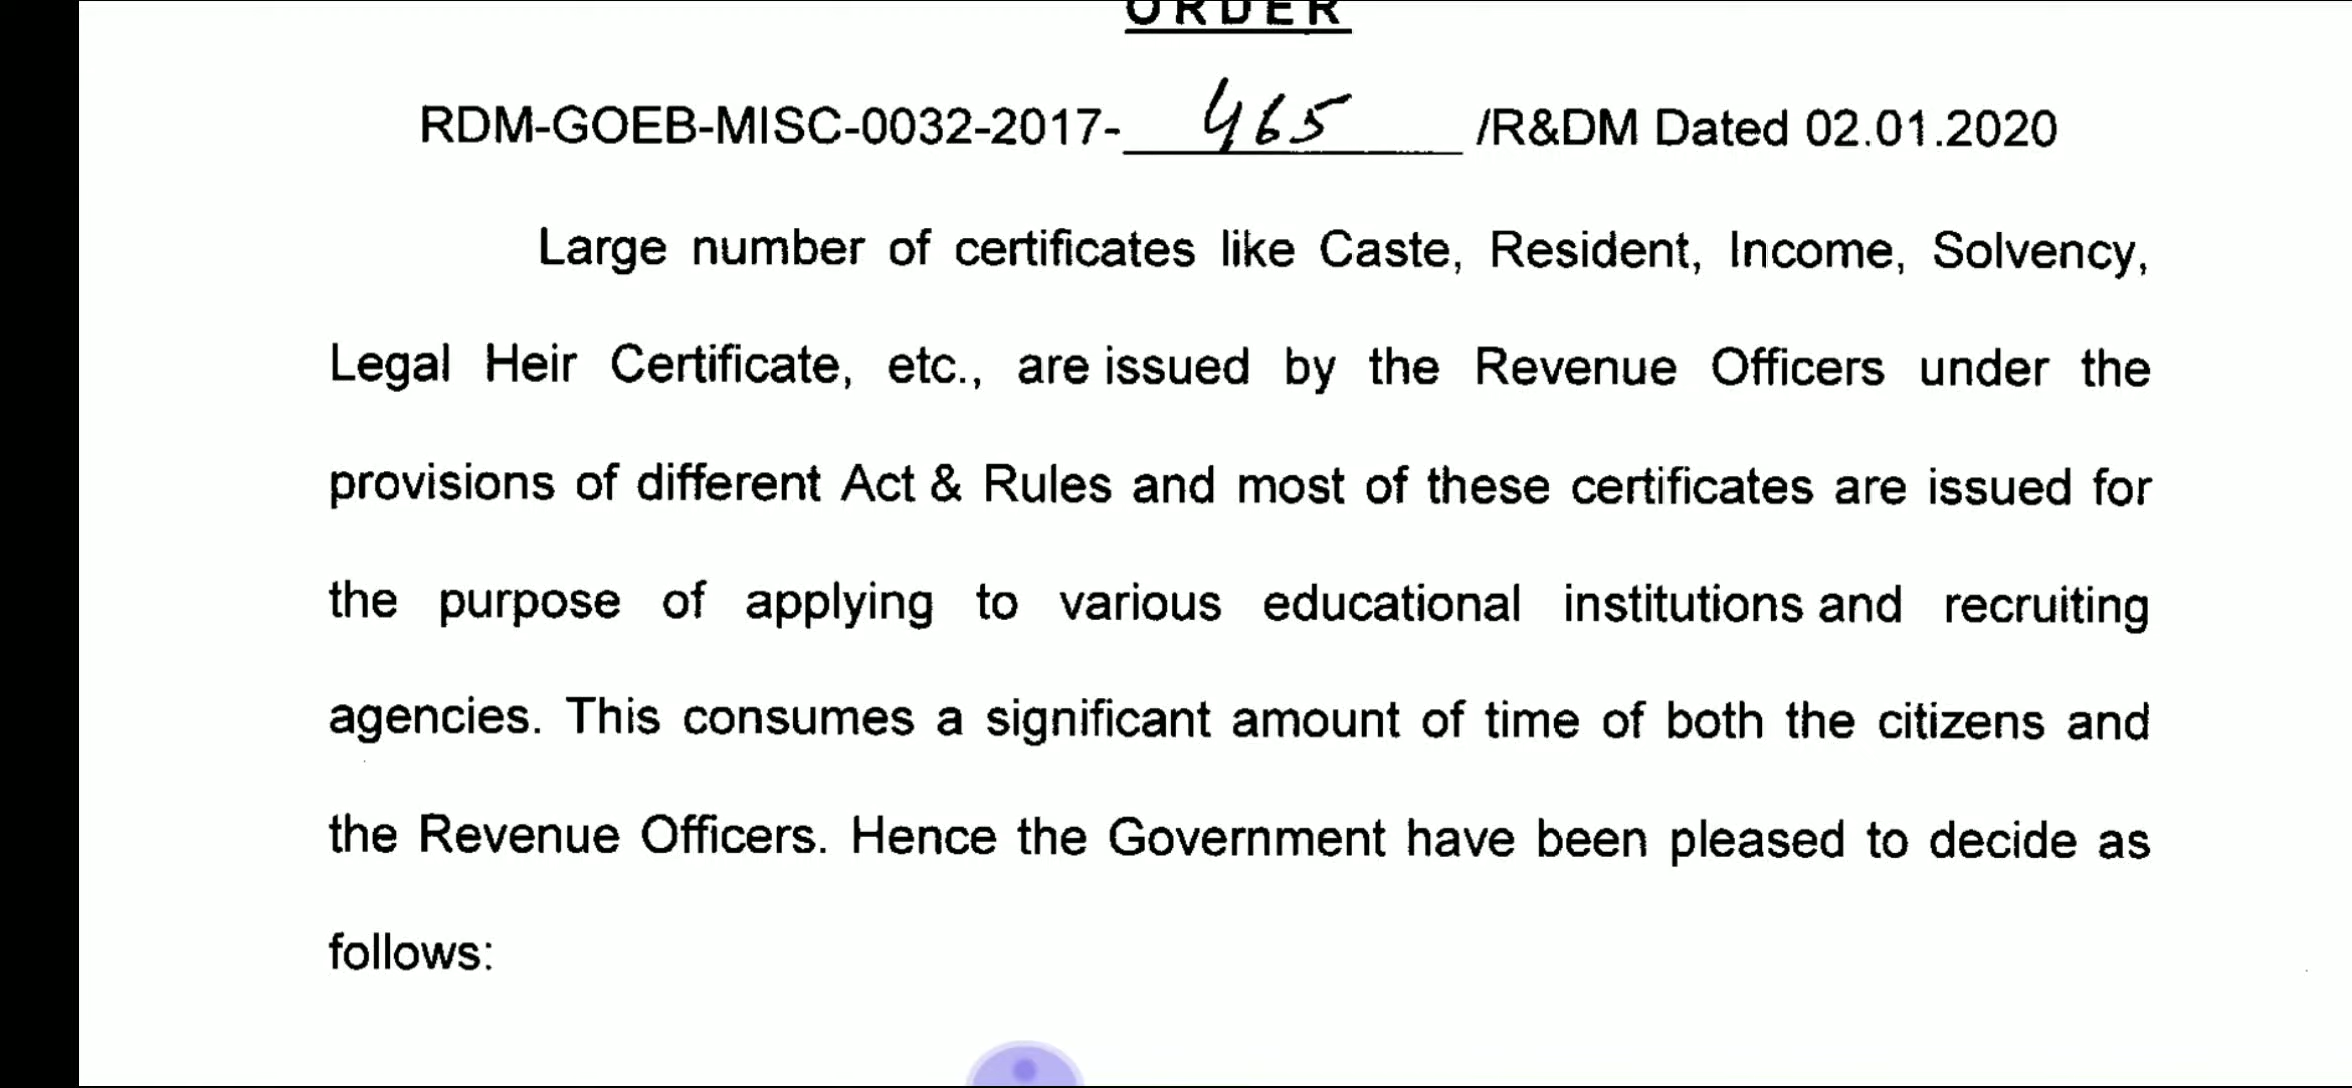 ORDER
RDM-GOEB-MISC-0032-2017- 465 /R&DM Dated 02.01.2020
Large number of certificates like Caste, Resident, Income, Solvency,
Legal Heir Certificate, etc., are issued by the Revenue Officers under the
provisions of different Act & Rules and most of these certificates are issued for
the purpose of applying to various educational institutions and recruiting
agencies. This consumes a significant amount of time of both the citizens and
the Revenue Officers. Hence the Government have been pleased to decide as
follows: